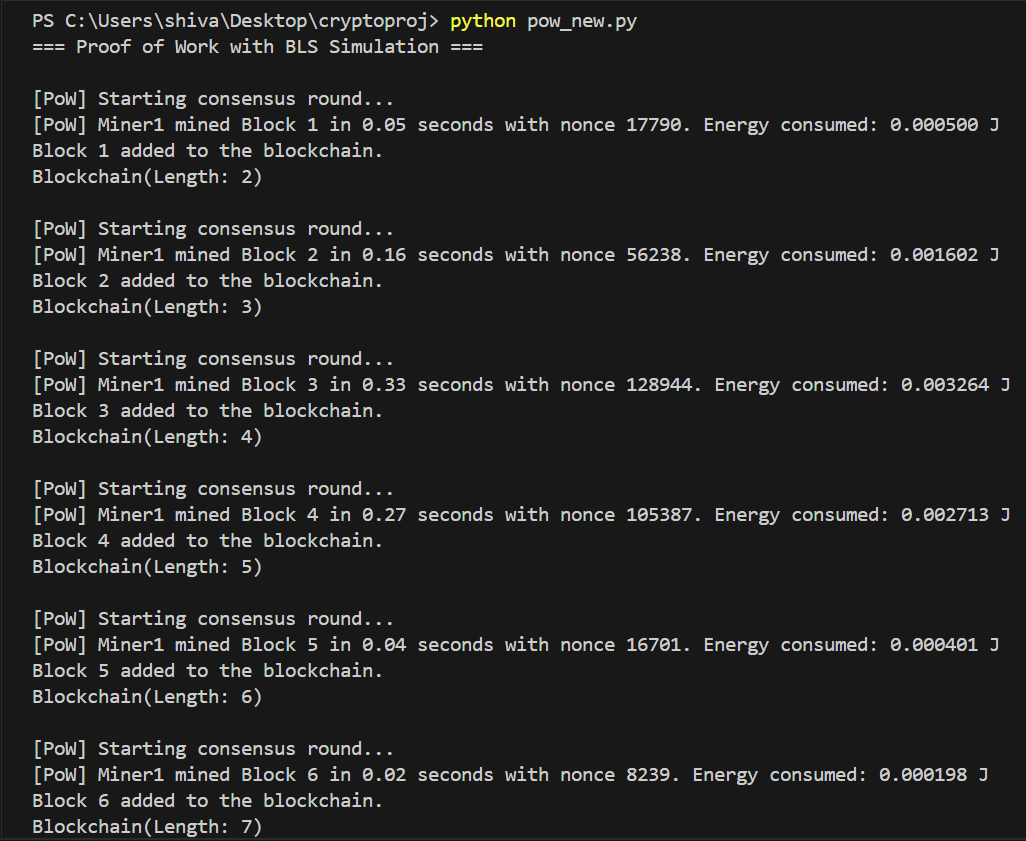 PS C:\Users\shiva\Desktop\cryptoproj> python pow_new.py
=== Proof of Work with BLS Simulation ===
[PoW] Starting consensus round...
[PoW] Miner1 mined Block 1 in 0.05 seconds with nonce 17790. Energy consumed: 0.000500 J
Block 1 added to the blockchain.
Blockchain(Length: 2)
[PoW] Starting consensus round...
[PoW] Miner1 mined Block 2 in 0.16 seconds with nonce 56238. Energy consumed: 0.001602 J
Block 2 added to the blockchain.
Blockchain(Length: 3)
[PoW] Starting consensus round...
[PoW] Miner1 mined Block 3 in 0.33 seconds with nonce 128944. Energy consumed: 0.003264 J
Block 3 added to the blockchain.
Blockchain(Length: 4)
[PoW] Starting consensus round...
[PoW] Miner1 mined Block 4 in 0.27 seconds with nonce 105387. Energy consumed: 0.002713 J
Block 4 added to the blockchain.
Blockchain(Length: 5)
[PoW] Starting consensus round...
[PoW] Miner1 mined Block 5 in 0.04 seconds with nonce 16701. Energy consumed: 0.000401 J
Block 5 added to the blockchain.
Blockchain(Length: 6)
[PoW] Starting consensus round...
[PoW] Miner1 mined Block 6 in 0.02 seconds with nonce 8239. Energy consumed: 0.000198 J
Block 6 added to the blockchain.
Blockchain(Length: 7)